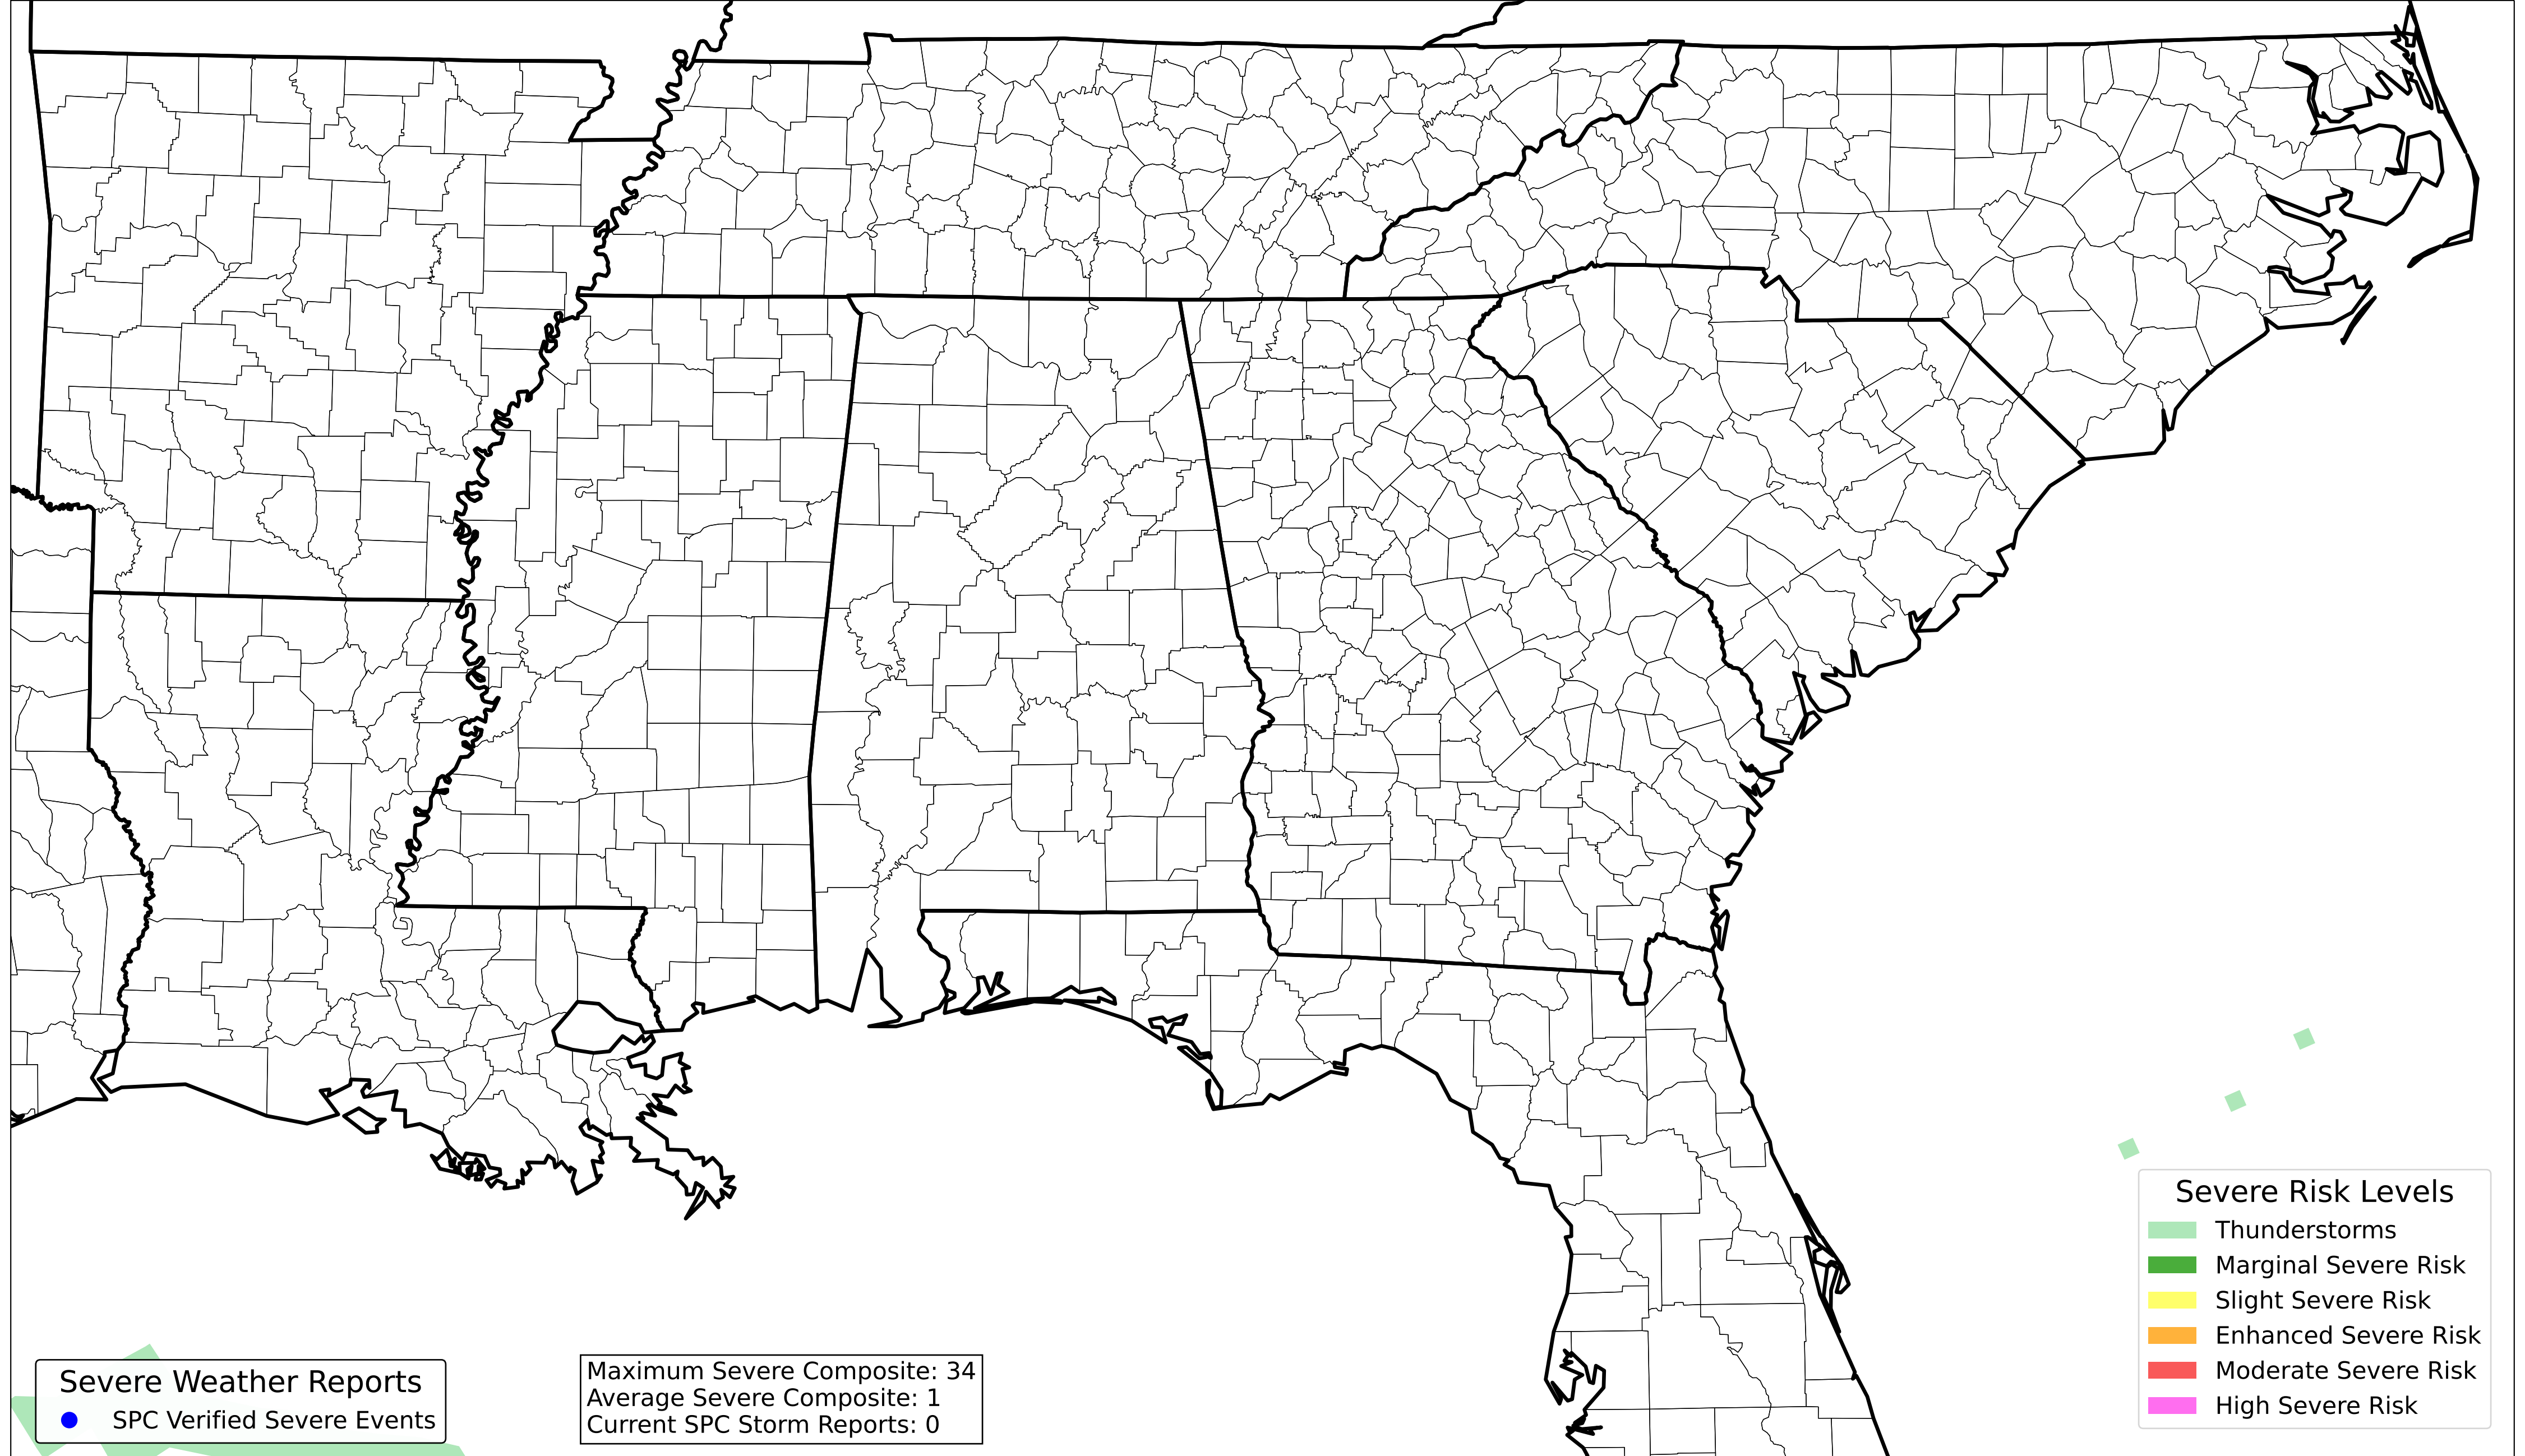 Severe Risk Levels
Thunderstorms
Marginal Severe Risk
Slight Severe Risk
Enhanced Severe Risk
Moderate Severe Risk
High Severe Risk
Severe Weather Reports
SPC Verified Severe Events
Maximum Severe Composite: 34
Average Severe Composite: 1
Current SPC Storm Reports: 0